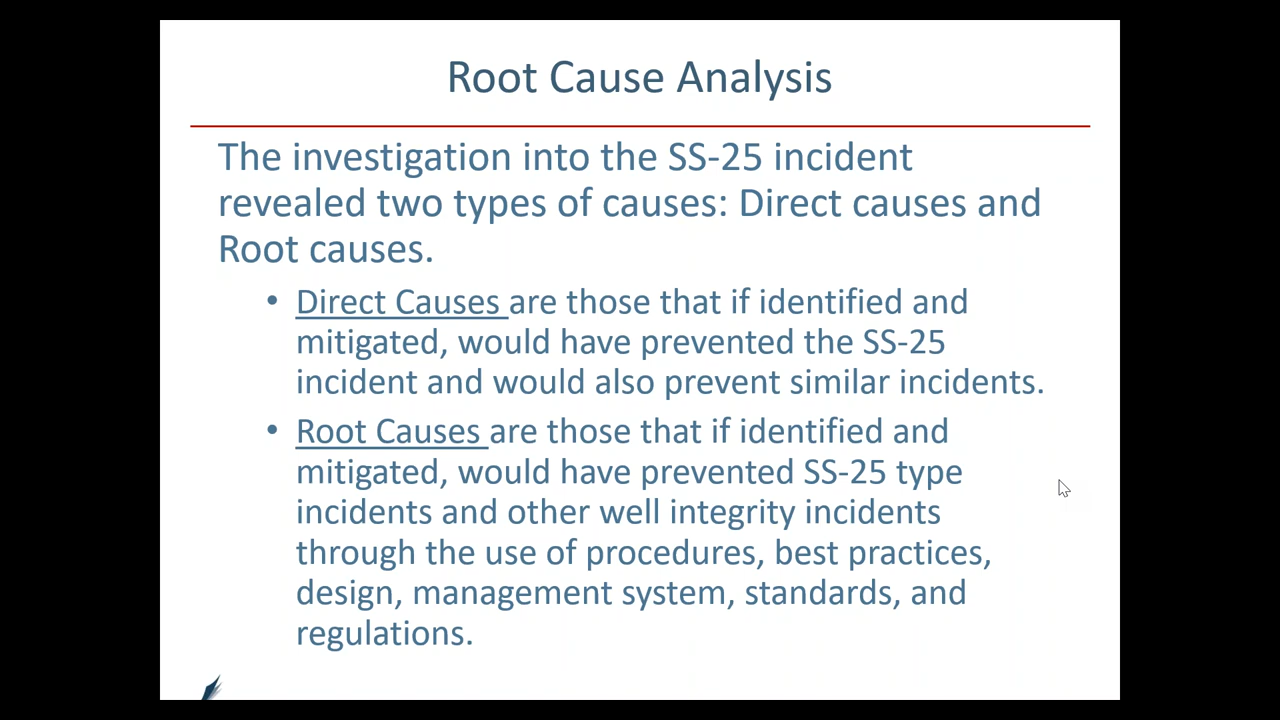 Root Cause Analysis
The investigation into the SS-25 incident
revealed two types of causes: Direct causes and
Root causes.
• Direct Causes are those that if identified and
mitigated, would have prevented the SS-25
incident and would also prevent similar incidents.
• Root Causes are those that if identified and
mitigated, would have prevented SS-25 type
incidents and other well integrity incidents
through the use of procedures, best practices,
design, management system, standards, and
regulations.